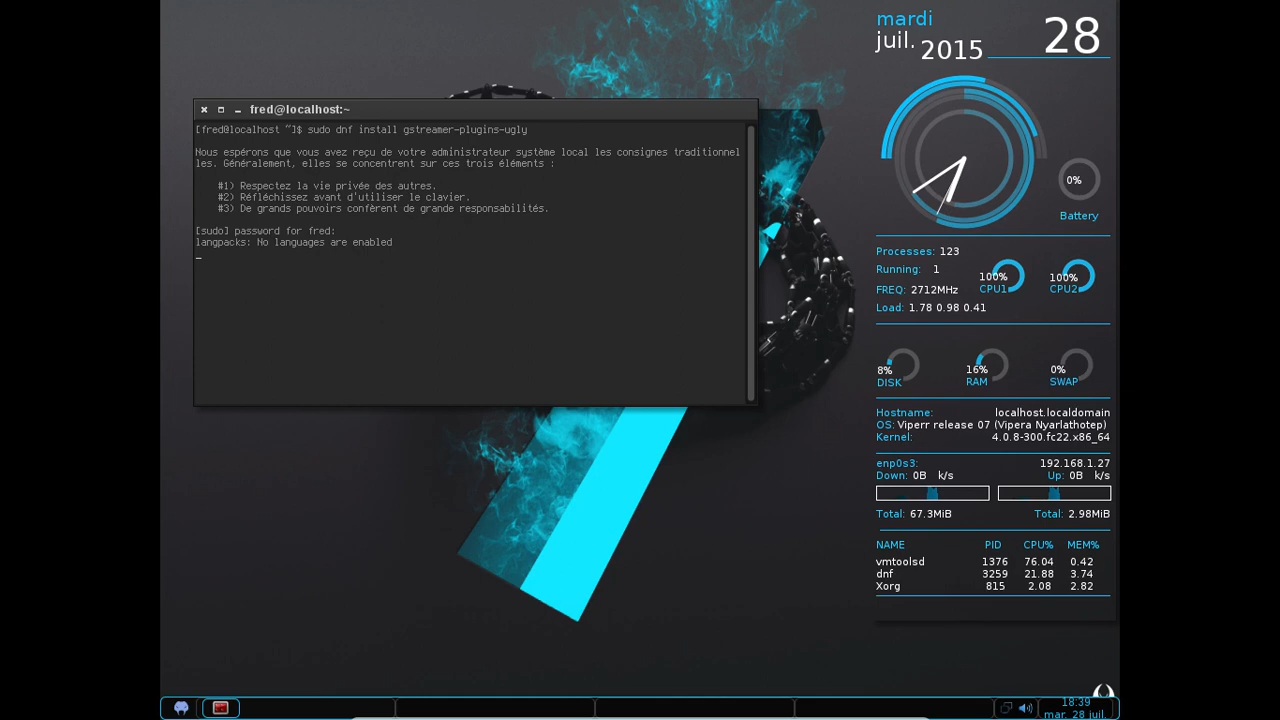 fred@localhost:~
[fred@localhost ~]$ sudo dnf install gstreamer-plugins-ugly
Nous espérons que vous avez reçu de votre administrateur système local les consignes traditionnel
les. Généralement, elles se concentrent sur ces trois éléments :
#1) Respectez la vie privée des autres.
#2) Réfléchissez avant d'utiliser le clavier.
#3) De grands pouvoirs confèrent de grande responsabilités.
[sudo] password for fred:
langpacks: No languages are enabled
mardi 28
juil. 2015
0%
Battery
Processes: 123
Running: 1
100% 100%
CPU1 CPU2
FREQ: 2712MHz
Load: 1.78 0.98 0.41
8% 16% 0%
DISK RAM SWAP
Hostname: localhost.localdomain
OS: Viperr release 07 (Vipera Nyarlathotep)
Kernel: 4.0.8-300.fc22.x86_64
enp0s3: 192.168.1.27
Down: 0B k/s Up: 0B k/s
Total: 67.3MiB Total: 2.98MiB
NAME PID CPU% MEM%
vmtoolsd 1376 76.04 0.42
dnf 3259 21.88 3.74
Xorg 815 2.08 2.82
18:39
mar. 28 juil.